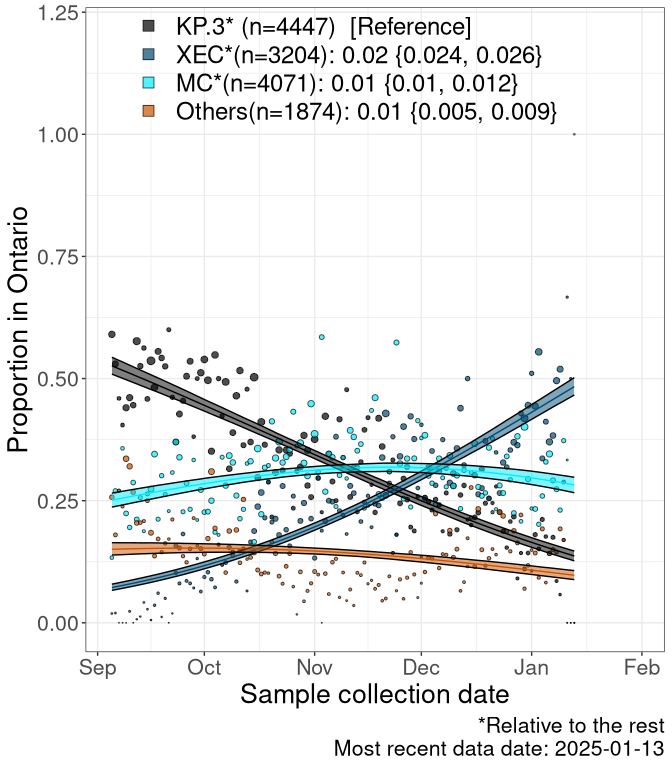 KP.3* (n=4447)  [Reference]
XEC*(n=3204): 0.02 {0.024, 0.026}
MC*(n=4071): 0.01 {0.01, 0.012}
Others(n=1874): 0.01 {0.005, 0.009}
Proportion in Ontario
1.25
1.00
0.75
0.50
0.25
0.00
Sep Oct Nov Dec Jan Feb
Sample collection date
*Relative to the rest
Most recent data date: 2025-01-13